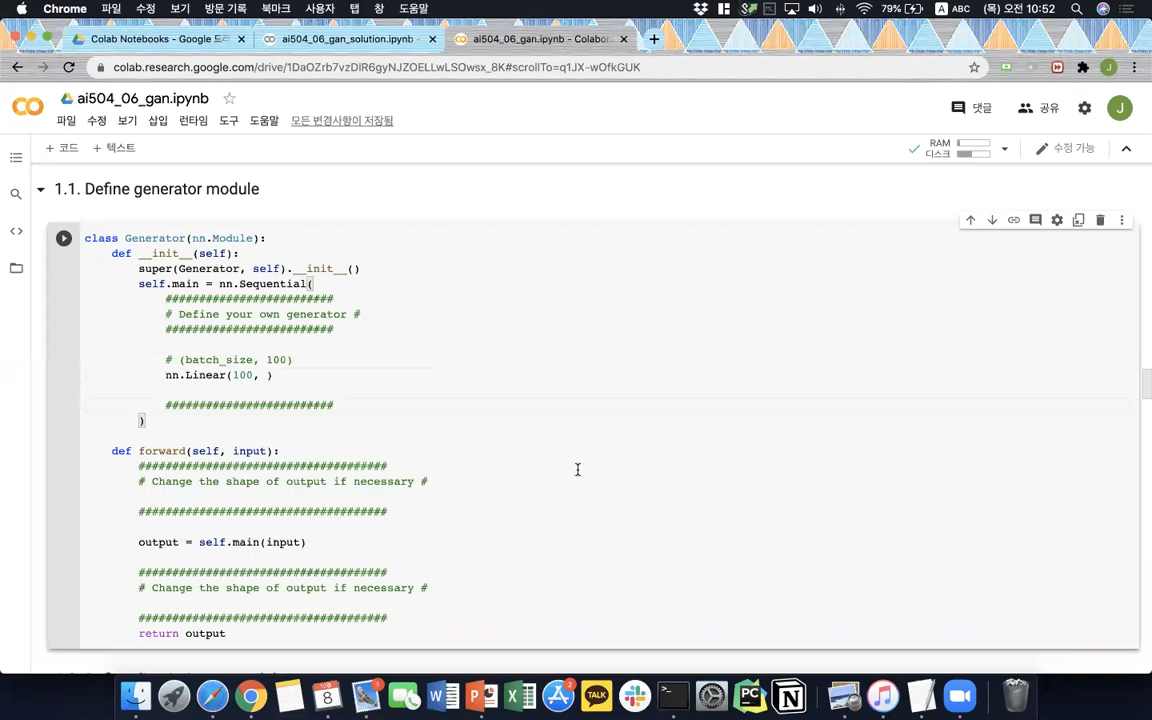 Chrome 파일 수정 보기 방문 기록 북마크 사용자 탭 창 도움말 79% A ABC (목) 오전 10:52
Colab Notebooks - Google 드 ai504_06_gan_solution.ipynb - ai504_06_gan.ipynb - Colabor
colab.research.google.com/drive/1DaOZrb7vzDlR6gyNJZOELLwLSOwsx_8K#scrollTo=q1JX-wOfkGUK J
ai504_06_gan.ipynb
댓글 공유 J
파일 수정 보기 삽입 런타임 도구 도움말 모든 변경사항이 저장됨
+ 코드 + 텍스트
RAM
디스크
수정 가능
1.1. Define generator module
class Generator(nn.Module):
def __init__(self):
super(Generator, self).__init__()
self.main = nn.Sequential(
#########################
# Define your own generator #
#########################
# (batch_size, 100)
nn.Linear(100, )
#########################
)
def forward(self, input):
#####################################
# Change the shape of output if necessary #
#####################################
output = self.main(input)
#####################################
# Change the shape of output if necessary #
#####################################
return output
8
2
TALK
PC